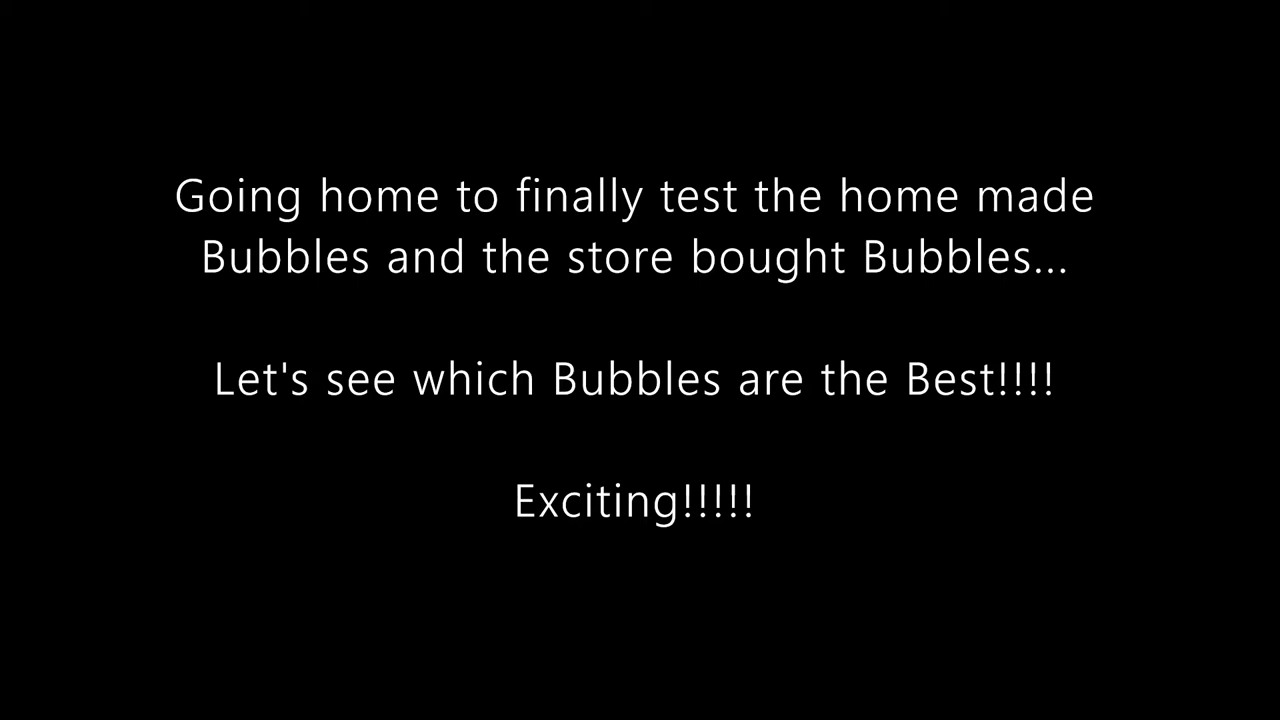 Going home to finally test the home made
Bubbles and the store bought Bubbles...
Let's see which Bubbles are the Best!!!!
Exciting!!!!!